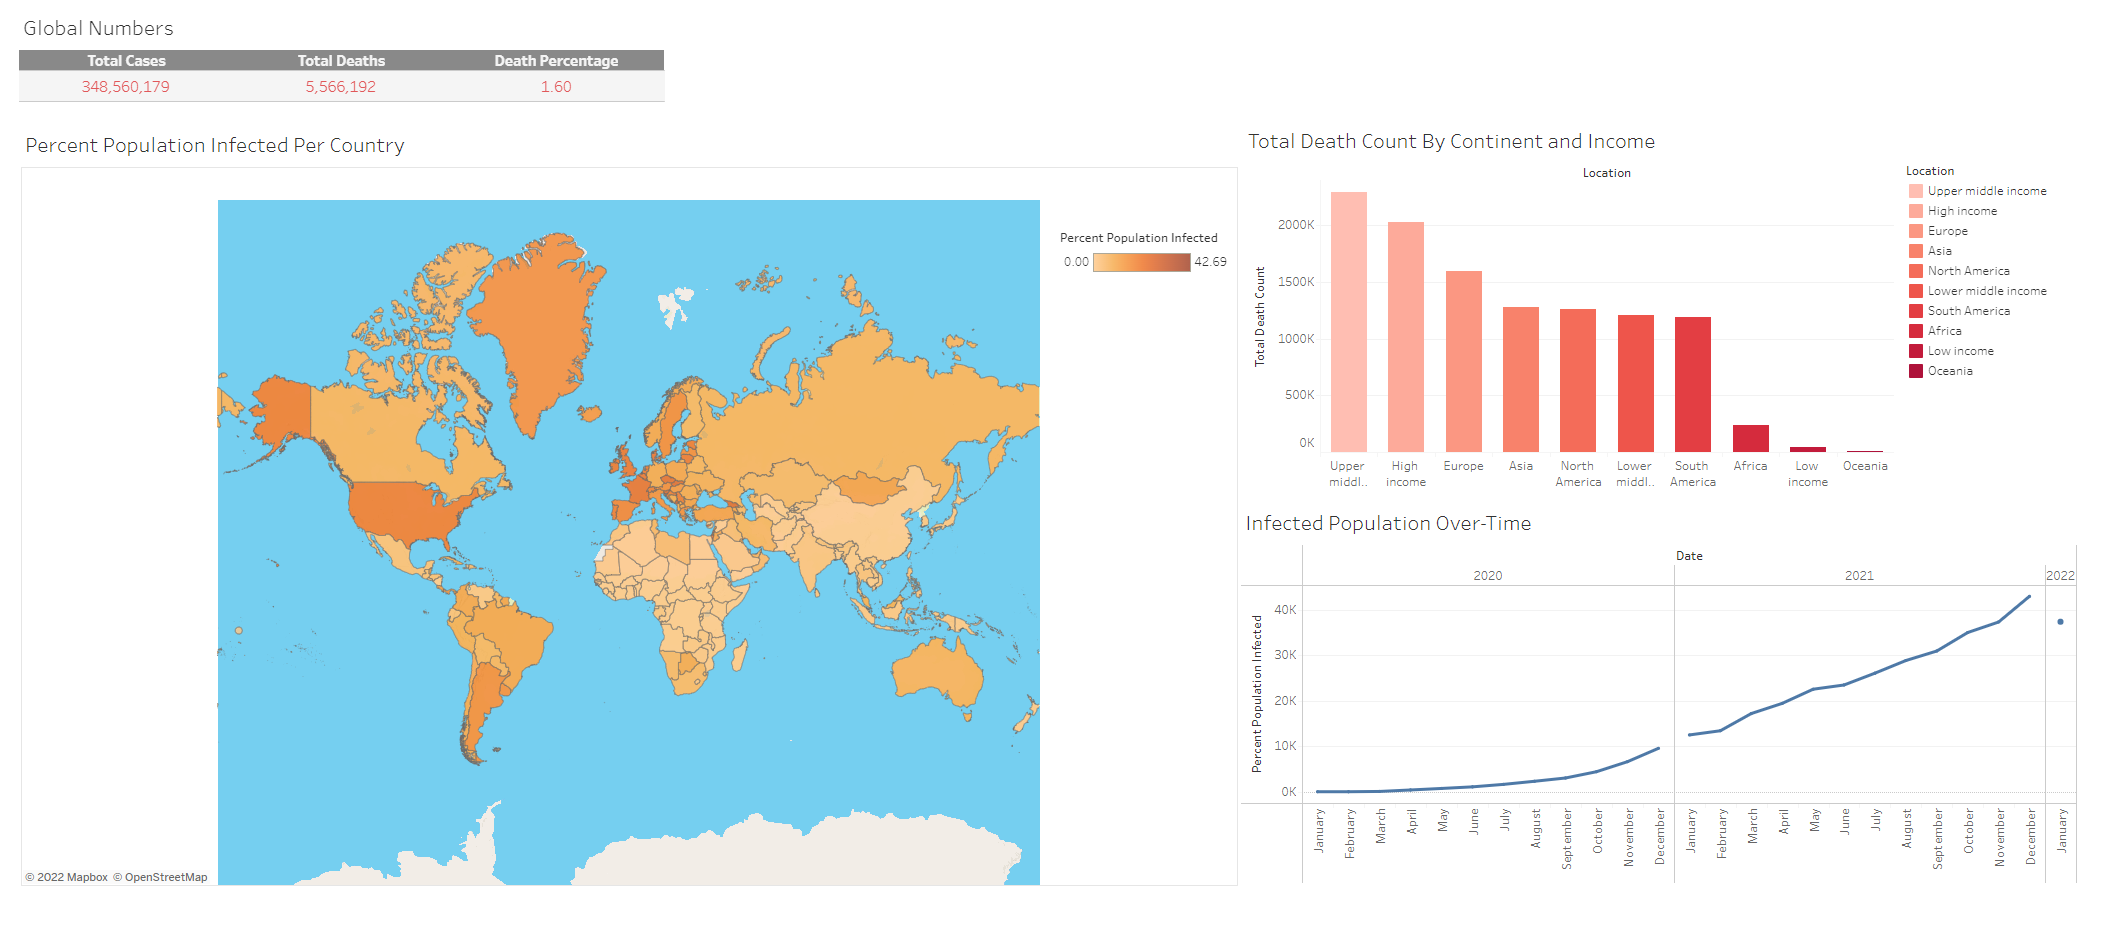 Global Numbers
Total Cases Total Deaths Death Percentage
348,560,179 5,566,192 1.60
Percent Population Infected Per Country
Percent Population Infected
0.00 42.69
© 2022 Mapbox © OpenStreetMap
Total Death Count By Continent and Income
Location
Total Death Count
2000K
1500K
1000K
500K
0K
Upper middl..
High income
Europe
Asia
North America
Lower middl..
South America
Africa
Low income
Oceania
Location
Upper middle income
High income
Europe
Asia
North America
Lower middle income
South America
Africa
Low income
Oceania
Infected Population Over-Time
Date
2020 2021 2022
Percent Population Infected
40K
30K
20K
10K
0K
January February March April May June July August September October November December January February March April May June July August September October November December January